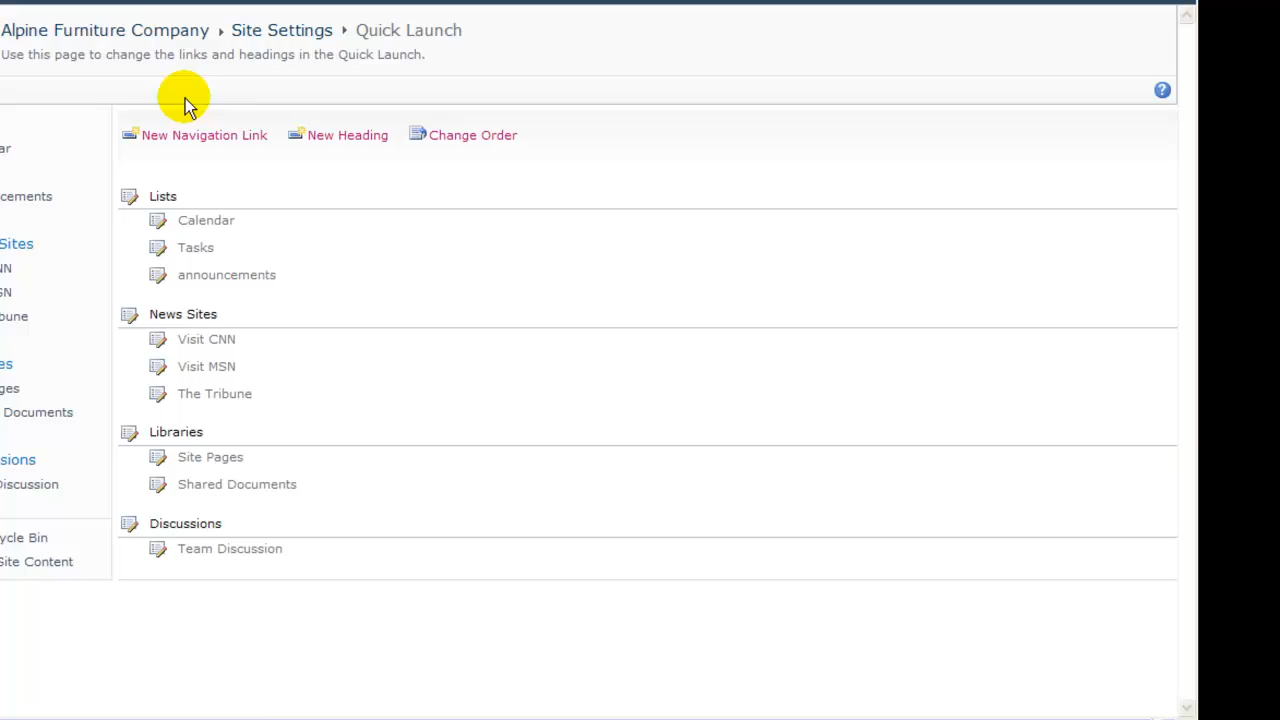 Alpine Furniture Company ▸ Site Settings ▸ Quick Launch
Use this page to change the links and headings in the Quick Launch.
New Navigation Link New Heading Change Order
ar
cements
Sites
NN
SN
bune
es
ges
Documents
sions
Discussion
ycle Bin
Site Content
Lists
Calendar
Tasks
announcements
News Sites
Visit CNN
Visit MSN
The Tribune
Libraries
Site Pages
Shared Documents
Discussions
Team Discussion